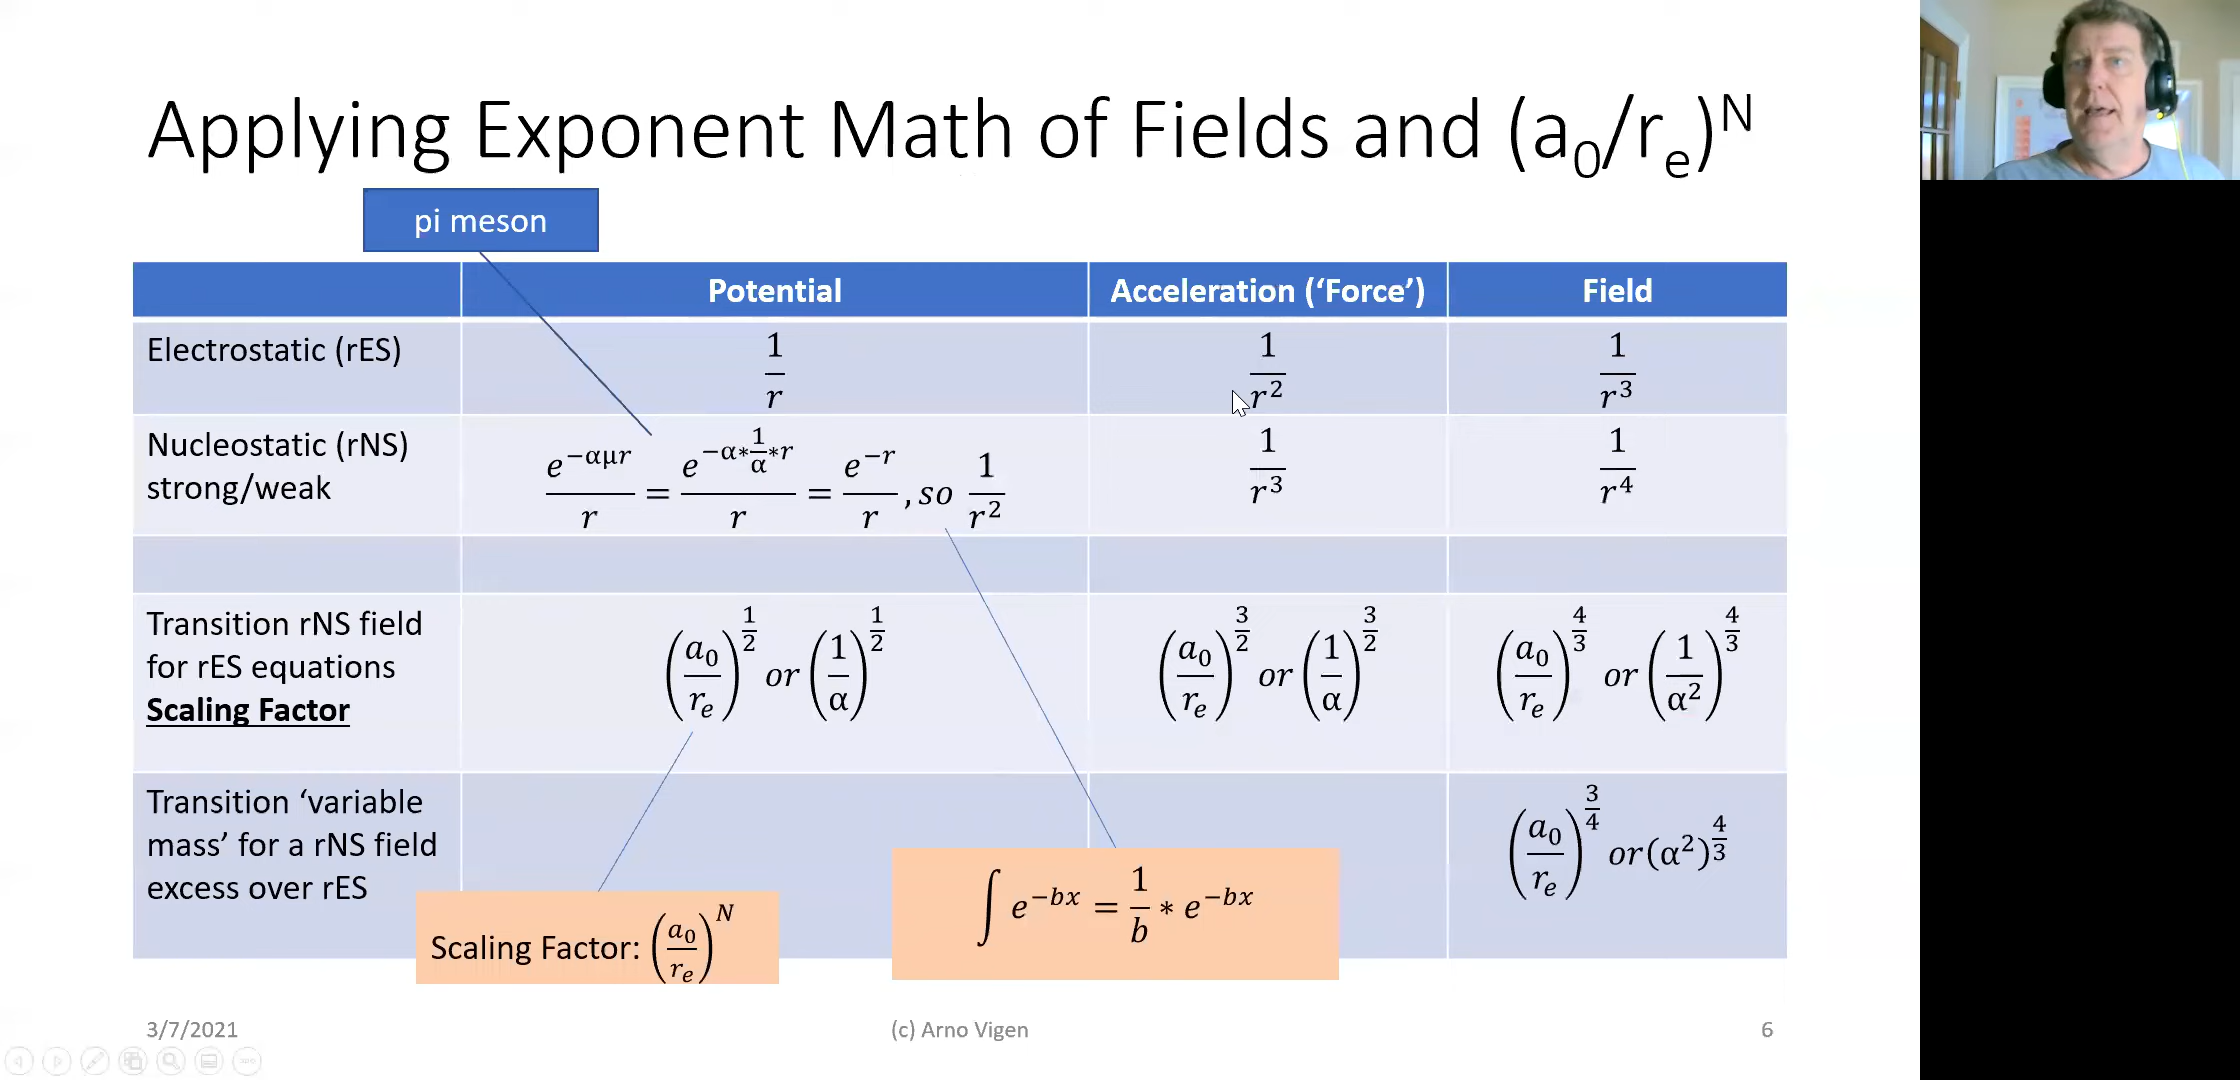 Applying Exponent Math of Fields and (a₀/rₑ)ᴺ
pi meson
Potential
Acceleration (‘Force’)
Field
Electrostatic (rES)
1/r
1/r²
1/r³
Nucleostatic (rNS)
strong/weak
e^(−αμr)/r = e^(−α*(1/α)*r)/r = e^(−r)/r , so 1/r²
1/r³
1/r⁴
Transition rNS field
for rES equations
Scaling Factor
(a₀/rₑ)^(1/2) or (1/α)^(1/2)
(a₀/rₑ)^(3/2) or (1/α)^(3/2)
(a₀/rₑ)^(4/3) or (1/α²)^(4/3)
Transition ‘variable
mass’ for a rNS field
excess over rES
(a₀/rₑ)^(3/4) or (α²)^(4/3)
Scaling Factor: (a₀/rₑ)^N
∫ e^(−bx) = 1/b * e^(−bx)
3/7/2021
(c) Arno Vigen
6